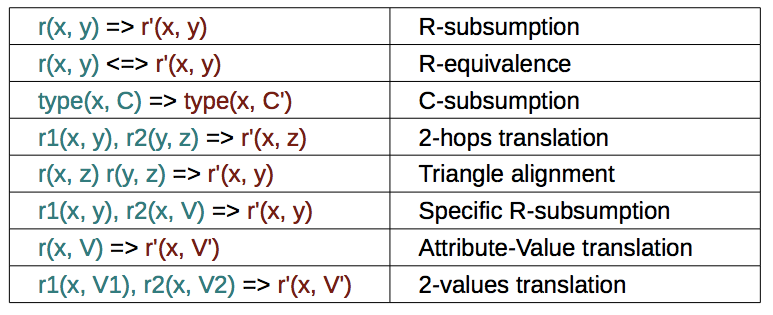 r(x, y) => r'(x, y) R-subsumption
r(x, y) <=> r'(x, y) R-equivalence
type(x, C) => type(x, C') C-subsumption
r1(x, y), r2(y, z) => r'(x, z) 2-hops translation
r(x, z) r(y, z) => r'(x, y) Triangle alignment
r1(x, y), r2(x, V) => r'(x, y) Specific R-subsumption
r(x, V) => r'(x, V') Attribute-Value translation
r1(x, V1), r2(x, V2) => r'(x, V') 2-values translation